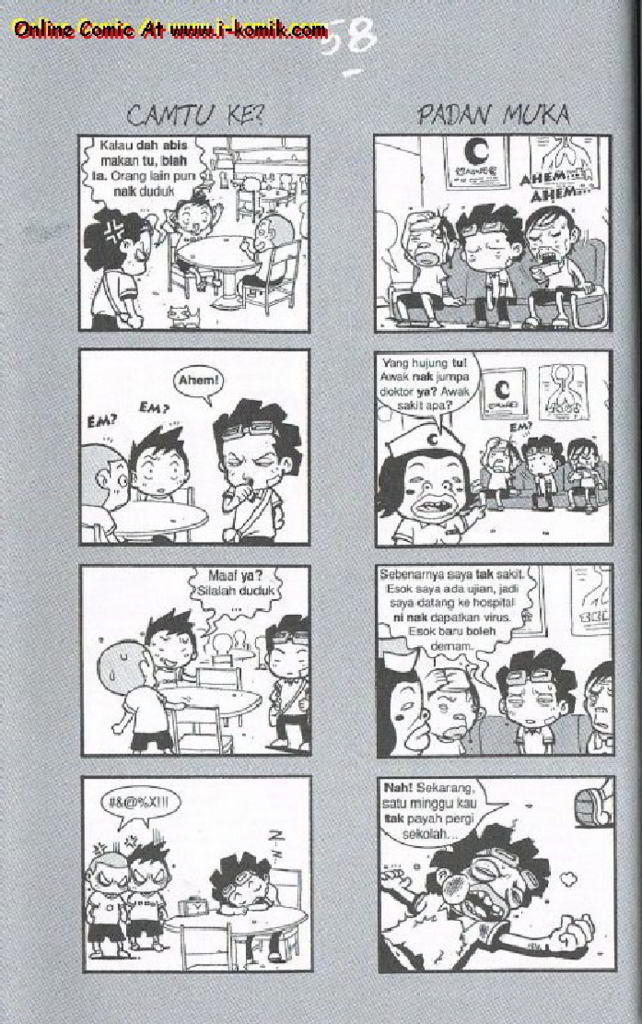 Online Comic At www.i-komik.com
58
CAMTU KE?
Kalau dah abis
makan tu, blah
la. Orang lain pun
nak duduk
Ahem!
EM?
EM?
Maaf ya?
Silalah duduk
#&@%X!!!
Z
Z
PADAN MUKA
AHEM...
AHEM...
Yang hujung tu!
Awak nak jumpa
doktor ya? Awak
sakit apa?
EM?
Sebenarnya saya tak sakit.
Esok saya ada ujian, jadi
saya datang ke hospital
ni nak dapatkan virus.
Esok baru boleh
demam.
Nah! Sekarang,
satu minggu kau
tak payah pergi
sekolah...